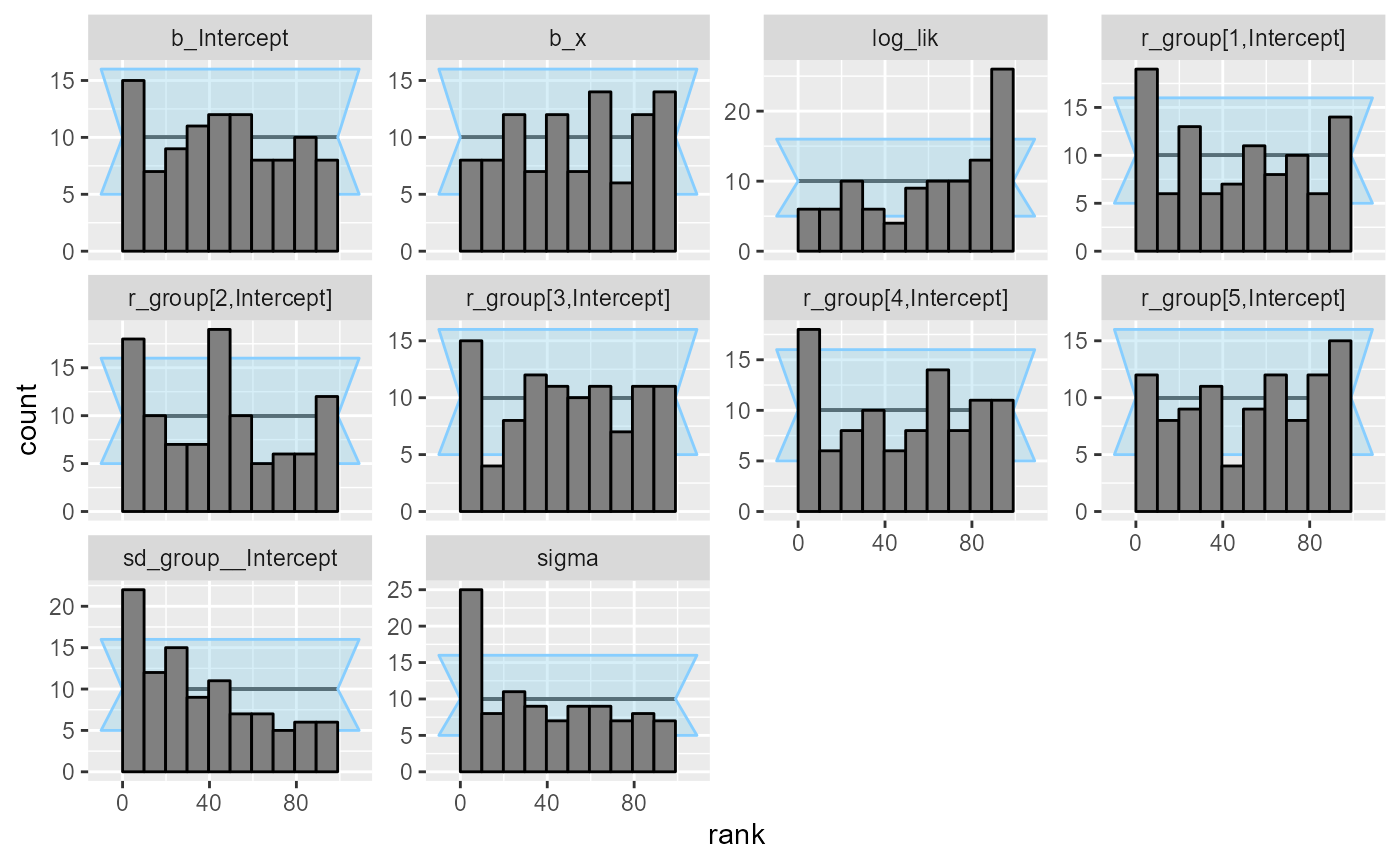 b_Intercept b_x log_lik r_group[1,Intercept]
15 10 5 0
15 10 5 0
20 10 0
15 10 5 0
r_group[2,Intercept] r_group[3,Intercept] r_group[4,Intercept] r_group[5,Intercept]
15 10 5 0
15 10 5 0
15 10 5 0
15 10 5 0
0 40 80
0 40 80
count
sd_group__Intercept sigma
20 15 10 5 0
25 20 15 10 5 0
0 40 80
0 40 80
rank